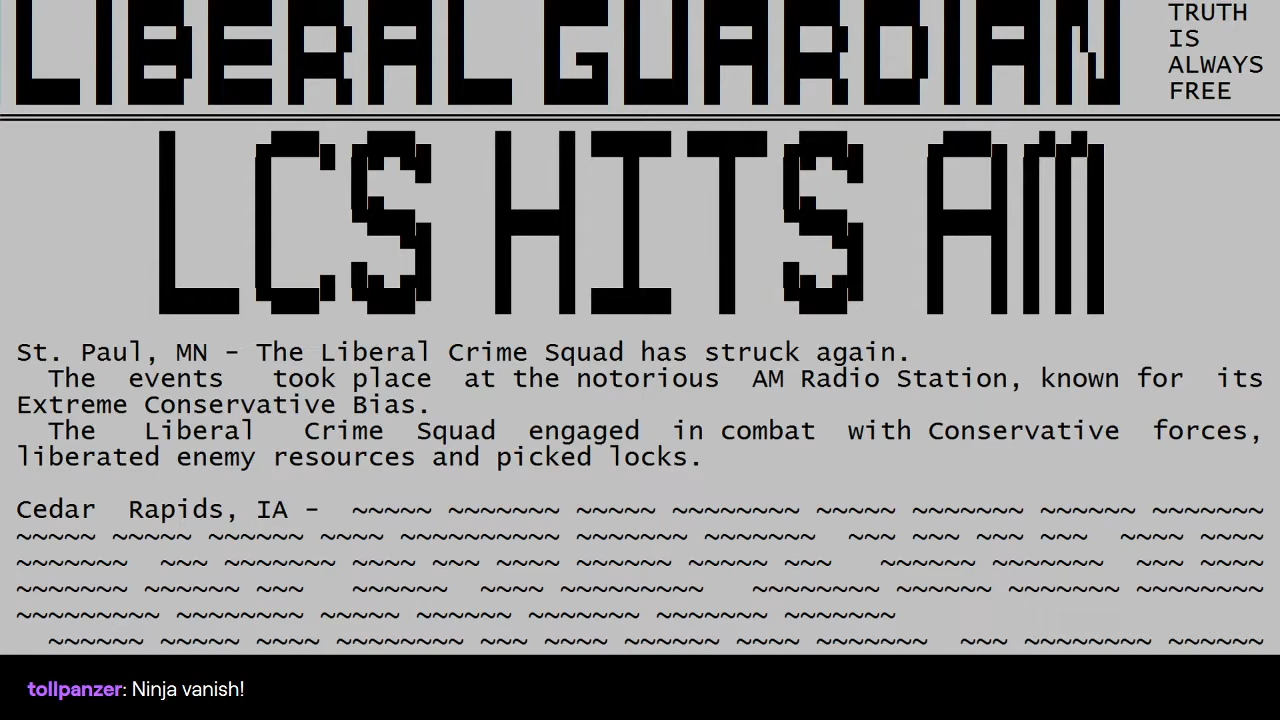 LIBERAL GUARDIAN
TRUTH
IS
ALWAYS
FREE
LCS HITS AM
St. Paul, MN - The Liberal Crime Squad has struck again.
The events took place at the notorious AM Radio Station, known for its
Extreme Conservative Bias.
The Liberal Crime Squad engaged in combat with Conservative forces,
liberated enemy resources and picked locks.
Cedar Rapids, IA - ~~~~~ ~~~~~~~ ~~~~~ ~~~~~~~~ ~~~~~ ~~~~~~~ ~~~~~~ ~~~~~~~
~~~~~ ~~~~~ ~~~~~~ ~~~~ ~~~~~~~~~~ ~~~~~~~ ~~~~~~~ ~~~ ~~~ ~~~ ~~~ ~~~~ ~~~~
~~~~~~~ ~~~ ~~~~~~~ ~~~~ ~~~ ~~~~ ~~~~~~ ~~~~~ ~~~ ~~~~~~ ~~~~~~~ ~~~ ~~~~
~~~~~~~ ~~~~~~ ~~~ ~~~~~~ ~~~~ ~~~~~~~~~ ~~~~~~~~ ~~~~~~ ~~~~~~~ ~~~~~~~~
~~~~~~~~~ ~~~~~~~~ ~~~~~ ~~~~~~ ~~~~~~~ ~~~~~~~ ~~~~~~~
~~~~~~ ~~~~~ ~~~~ ~~~~~~~~ ~~~ ~~~~ ~~~~~~ ~~~~ ~~~~~~~ ~~~ ~~~~~~~~ ~~~~~~
tollpanzer: Ninja vanish!